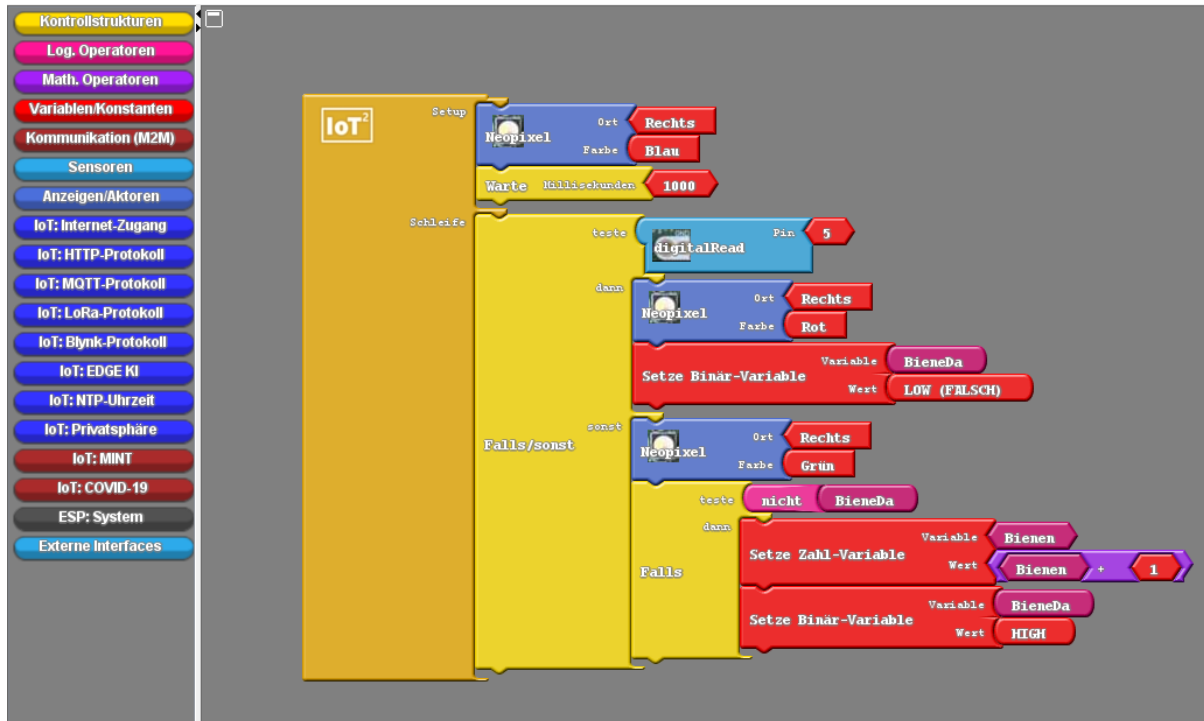 Kontrollstrukturen
Log. Operatoren
Math. Operatoren
Variablen/Konstanten
Kommunikation (M2M)
Sensoren
Anzeigen/Aktoren
IoT: Internet-Zugang
IoT: HTTP-Protokoll
IoT: MQTT-Protokoll
IoT: LoRa-Protokoll
IoT: Blynk-Protokoll
IoT: EDGE KI
IoT: NTP-Uhrzeit
IoT: Privatsphäre
IoT: MINT
IoT: COVID-19
ESP: System
Externe Interfaces
IoT²
Setup
Neopixel
Ort Rechts
Farbe Blau
Warte Millisekunden 1000
Schleife
Falls/sonst
teste
digitalRead
Pin 5
dann
Neopixel
Ort Rechts
Farbe Rot
Setze Binär-Variable
Variable BieneDa
Wert LOW (FALSCH)
sonst
Neopixel
Ort Rechts
Farbe Grün
Falls
teste nicht BieneDa
dann
Setze Zahl-Variable
Variable Bienen
Wert Bienen + 1
Setze Binär-Variable
Variable BieneDa
Wert HIGH